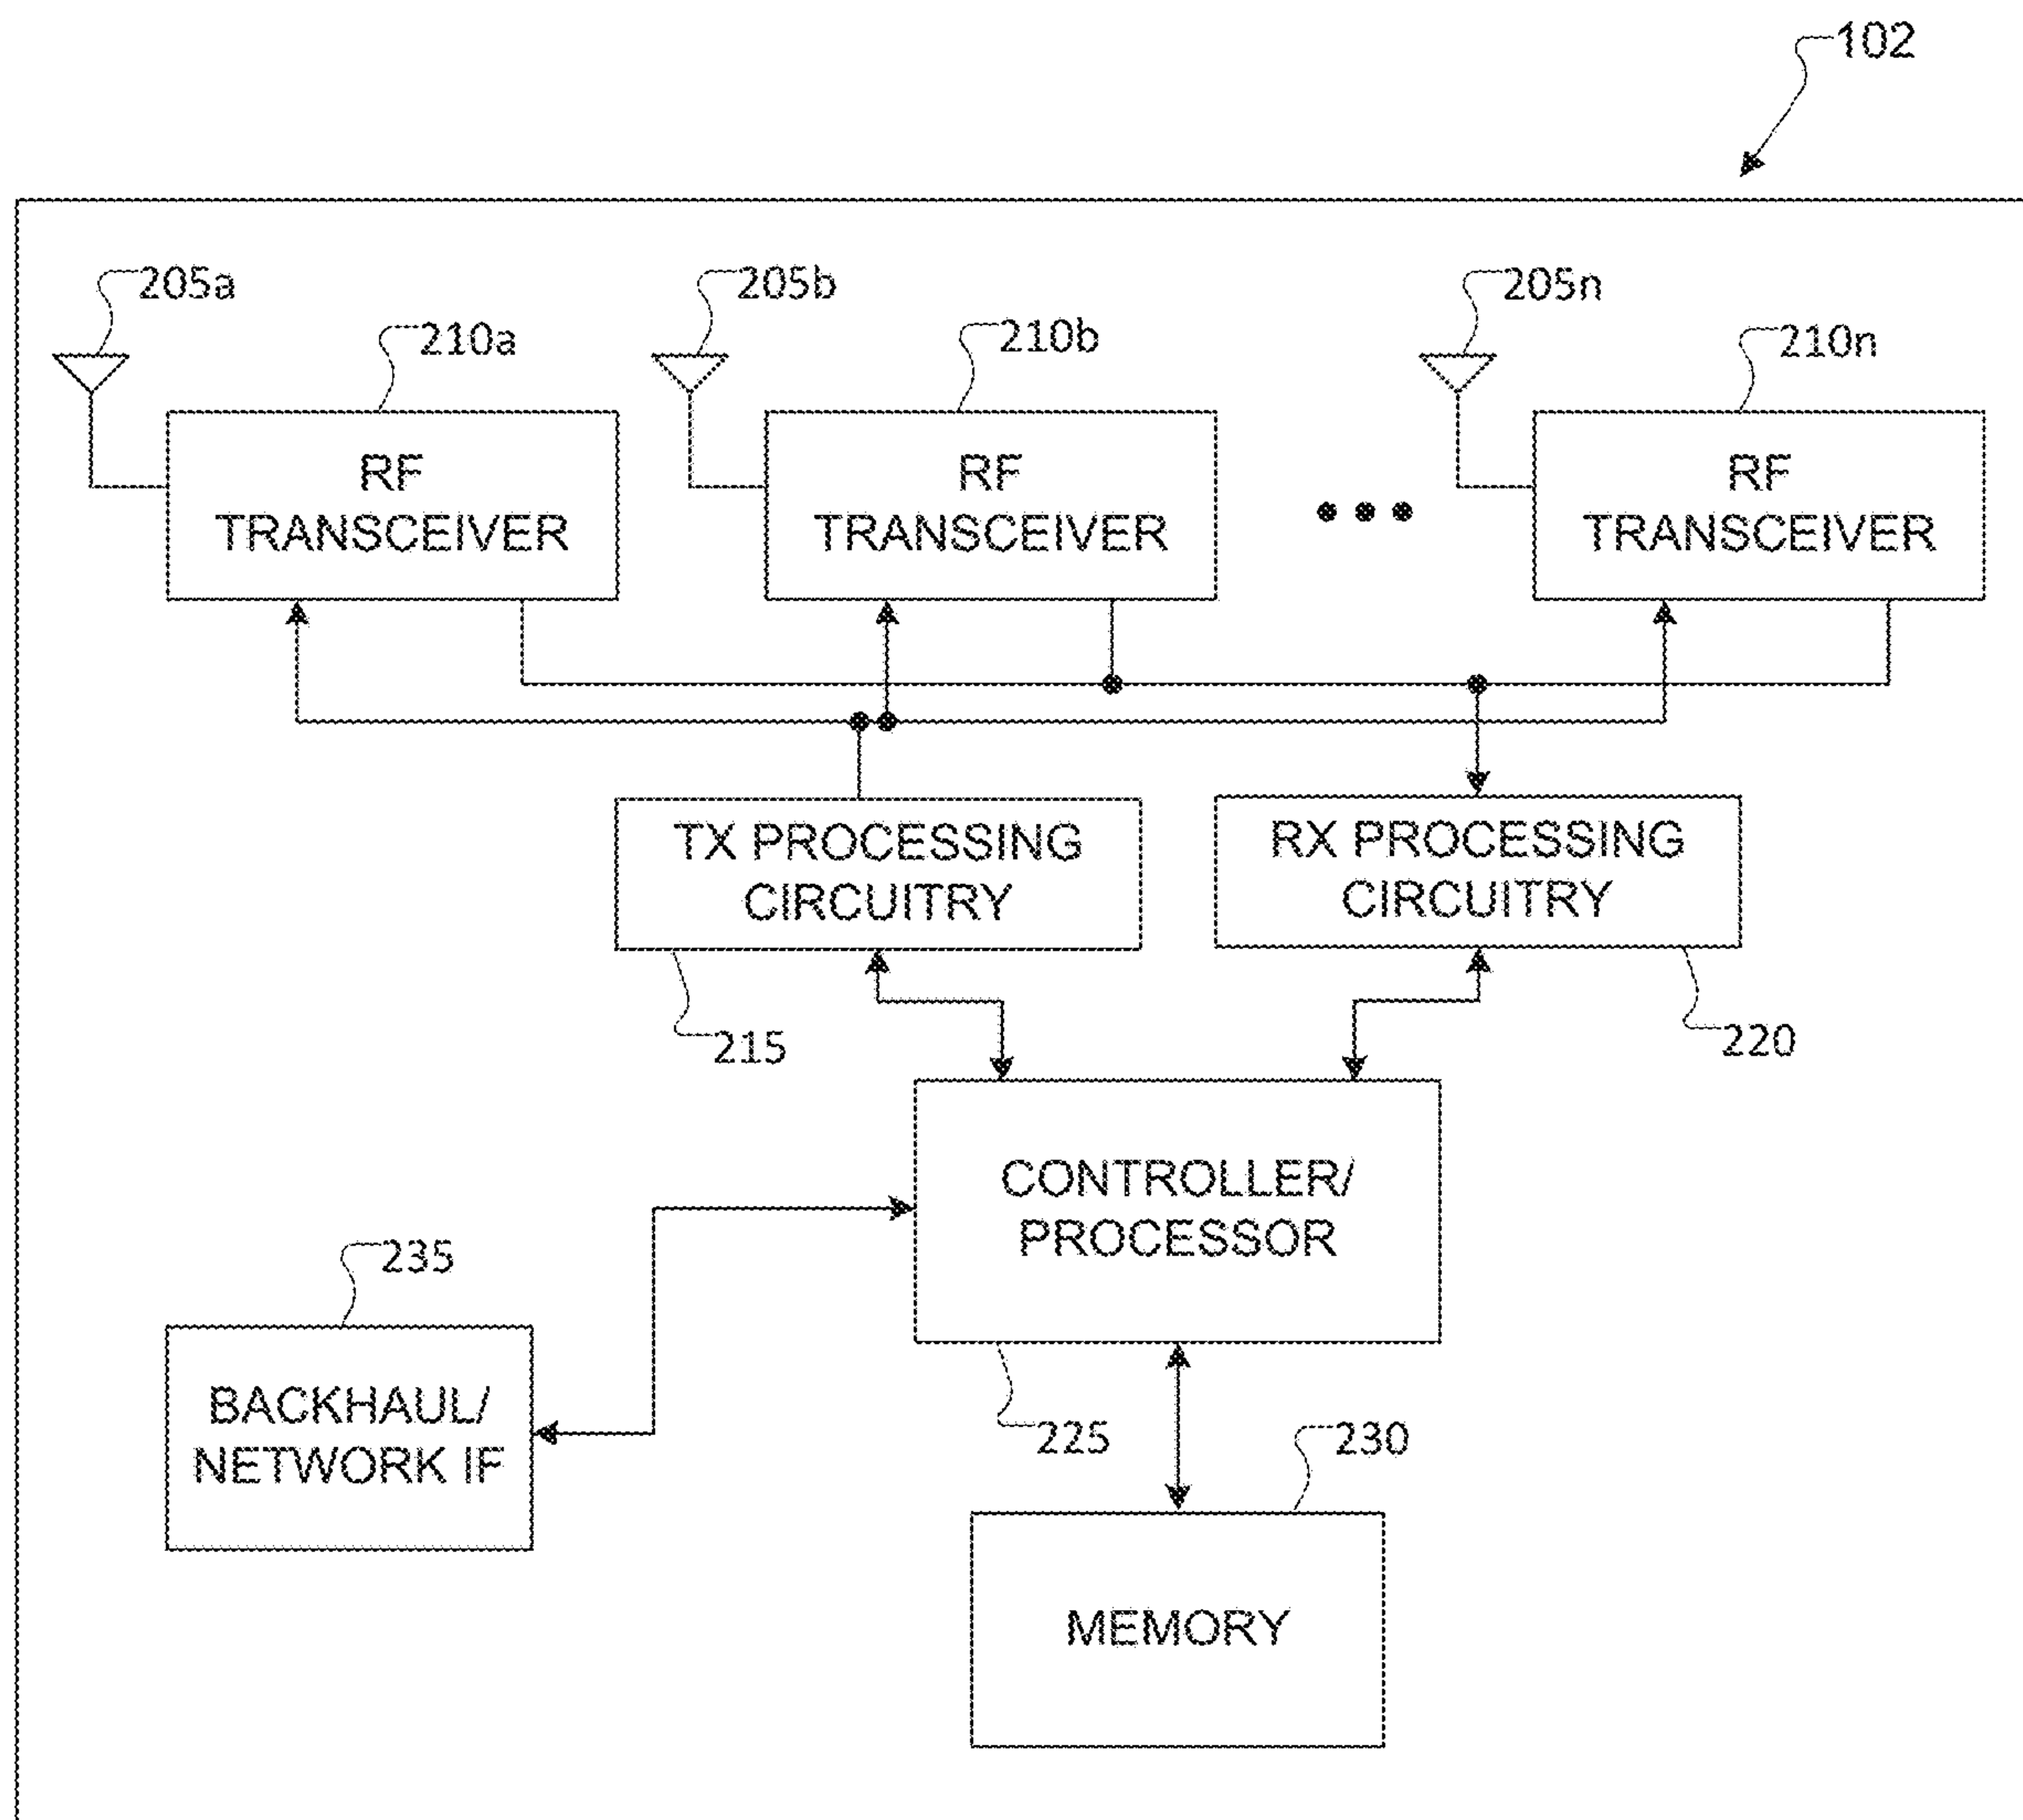 102
205a
205b
205n
210a
210b
210n
RF
TRANSCEIVER
RF
TRANSCEIVER
RF
TRANSCEIVER
TX PROCESSING
CIRCUITRY
RX PROCESSING
CIRCUITRY
215
220
CONTROLLER/
PROCESSOR
235
BACKHAUL/
NETWORK IF
225
230
MEMORY